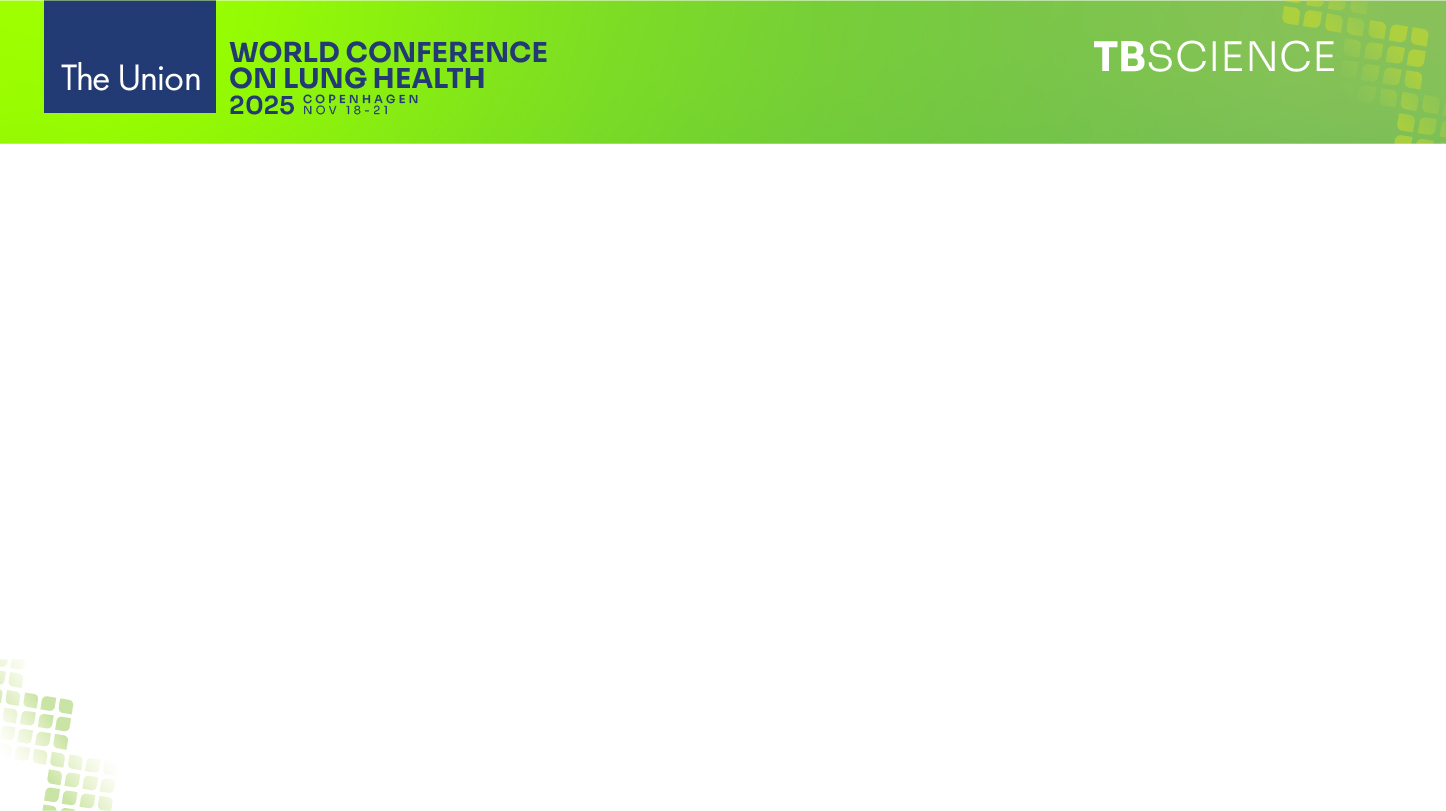 The Union
WORLD CONFERENCE
ON LUNG HEALTH
2025 COPENHAGEN
NOV 18-21
TBSCIENCE